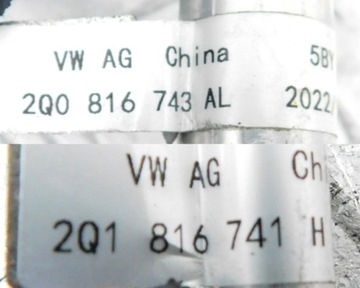 VW AG China 5BY
2Q0 816 743 AL 2022/
VW AG Ch
2Q1 816 741 H